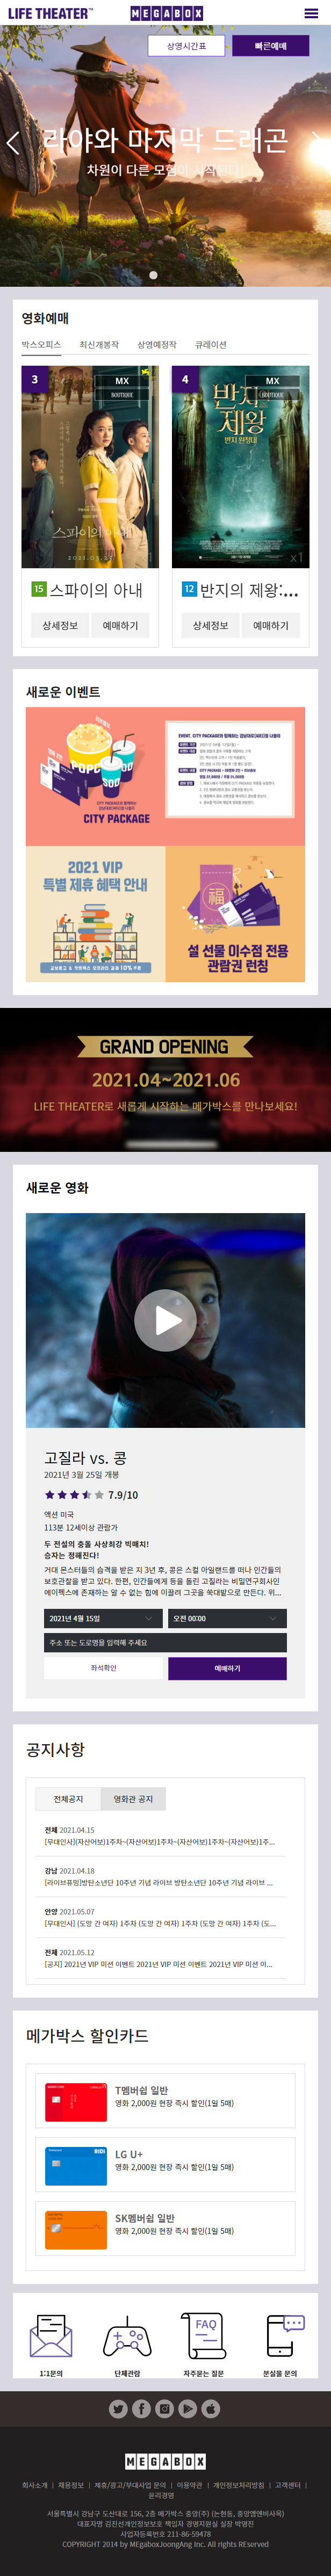 LIFE THEATER™
MEGABOX
상영시간표
빠른예매
라야와 마지막 드래곤
차원이 다른 모험이 시작된다
영화예매
박스오피스 최신개봉작 상영예정작 큐레이션
3
MX
BOUTIQUE
스파이의 아내
2021.03.
4
MX
BOUTIQUE
반지의 제왕
반지 원정대
x1
15 스파이의 아내
12 반지의 제왕:...
상세보기
예매하기
상세보기
예매하기
새로운 이벤트
POPC
SODA
CITY PACKAGE
2021 VIP
특별 제휴 혜택 안내
福
설 선물 이수점 전용
관람권 런칭
GRAND OPENING
2021.04~2021.06
LIFE THEATER로 새롭게 시작하는 메가박스를 만나보세요!
새로운 영화
고질라 vs. 콩
2021년 3월 25일 개봉
7.9/10
액션 미국
113분 12세이상 관람가
두 전설의 충돌 사상최강 빅매치!
승자는 정해진다!
거대 몬스터들의 습격을 받은 지 3년 후, 콩은 스컬 아일랜드를 떠나 인간들의
보호관찰을 받고 있다. 한편, 인간들에게 등을 돌린 고질라는 비밀연구회사인
에이펙스에 존재하는 알 수 없는 힘에 이끌려 그곳을 쑥대밭으로 만든다. 위...
2021년 4월 15일
오전 00:00
주소 또는 도로명을 입력해 주세요
좌석확인
예매하기
공지사항
전체공지
영화관 공지
전체 2021.04.15
[무대인사](자산어보)1주차~(자산어보)1주차~(자산어보)1주차~(자산어보)1주...
강남 2021.04.18
[라이브뷰잉]방탄소년단 10주년 기념 라이브 방탄소년단 10주년 기념 라이브 ...
안양 2021.05.07
[무대인사] (도망 간 여자) 1주차 (도망 간 여자) 1주차 (도망 간 여자) 1주차 (도...
전체 2021.05.12
[공지] 2021년 VIP 미션 이벤트 2021년 VIP 미션 이벤트 2021년 VIP 미션 이...
메가박스 할인카드
T멤버쉽 일반
영화 2,000원 현장 즉시 할인(1일 5매)
LG U+
영화 2,000원 현장 즉시 할인(1일 5매)
SK멤버쉽 일반
영화 2,000원 현장 즉시 할인(1일 5매)
FAQ
1:1문의
단체관람
자주묻는 질문
분실물 문의
MEGABOX
회사소개 | 채용정보 | 제휴/광고/부대사업 문의 | 이용약관 | 개인정보처리방침 | 고객센터 |
윤리경영
서울특별시 강남구 도산대로 156, 2층 메가박스 중앙(주) (논현동, 중앙엠앤비사옥)
대표자명 김진선개인정보보호 책임자 경영지원실 실장 박영진
사업자등록번호 211-86-59478
COPYRIGHT 2014 by MEgaboxJoongAng Inc. All rights REserved